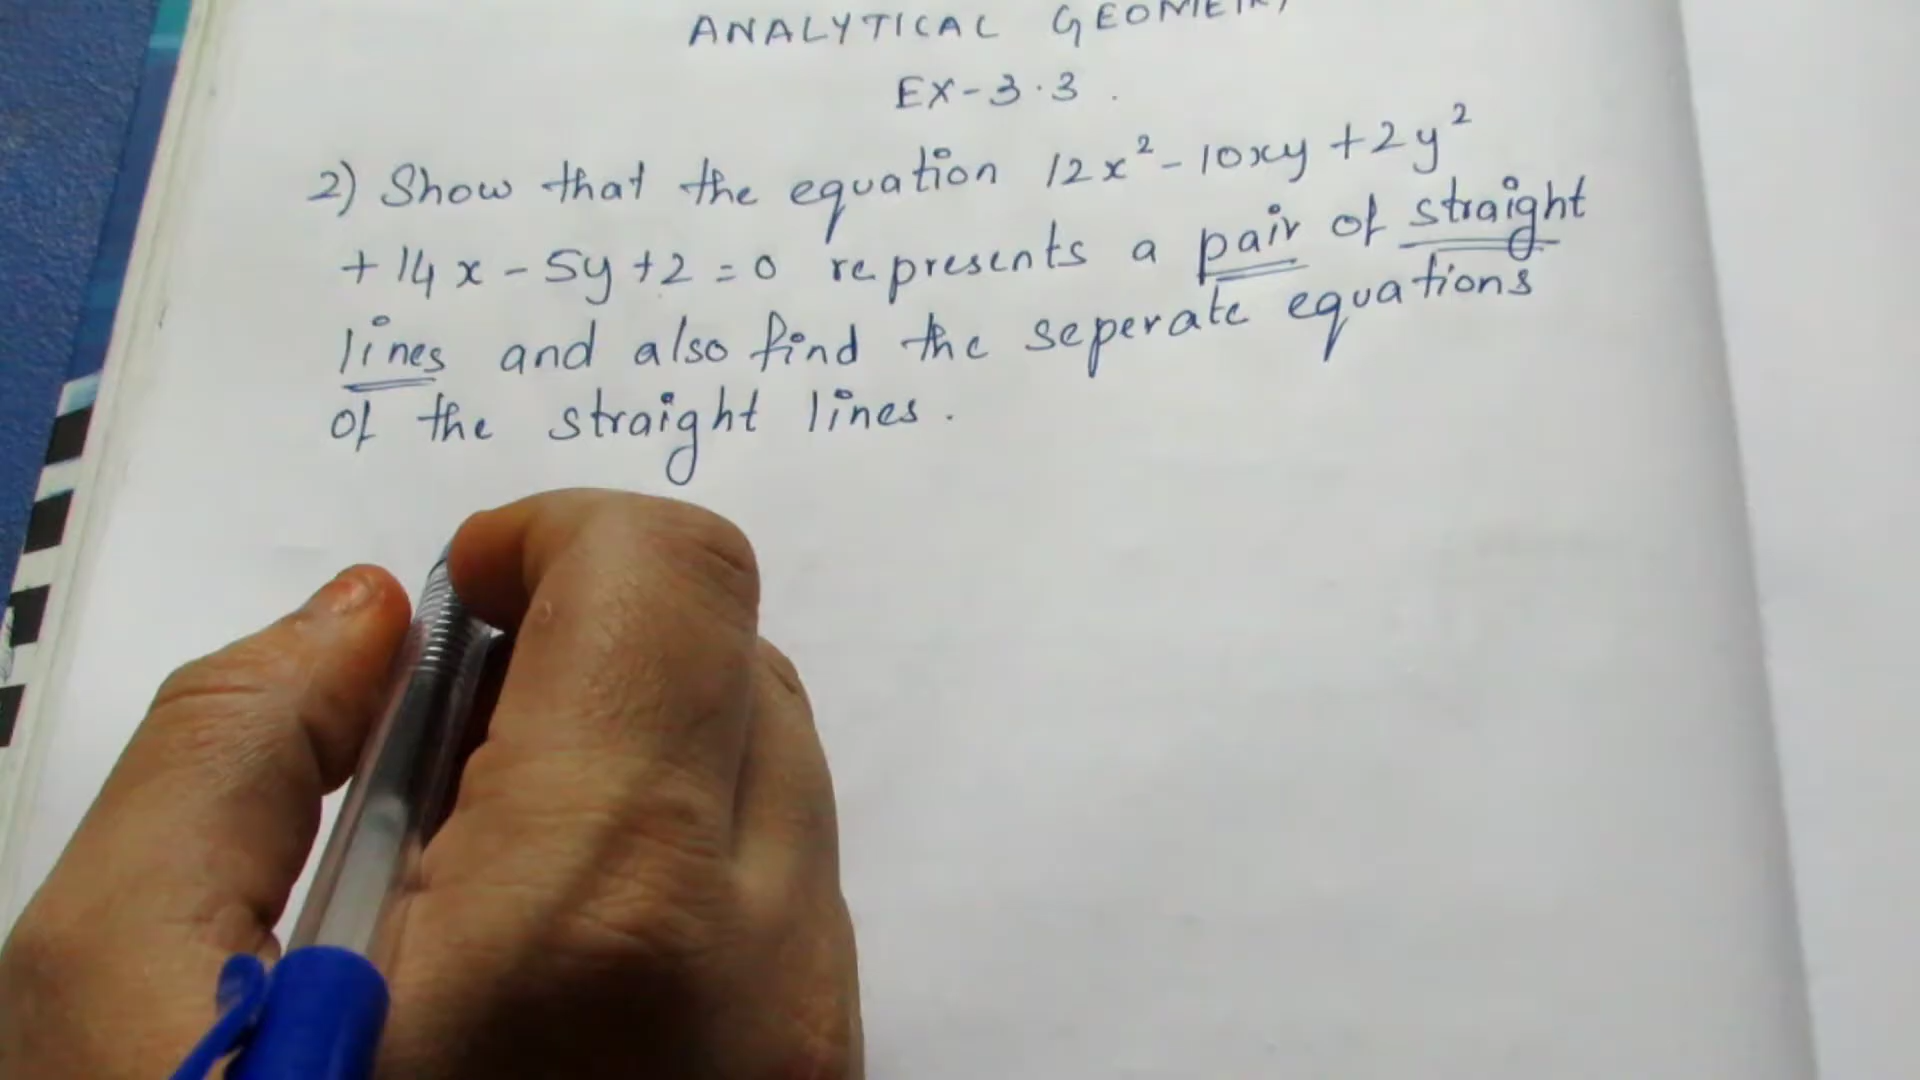 ANALYTICAL GEOMETRY
EX-3.3.
2) Show that the equation 12x² - 10xy + 2y²
+ 14x - 5y + 2 = 0 represents a pair of straight
lines and also find the seperate equations
of the straight lines.